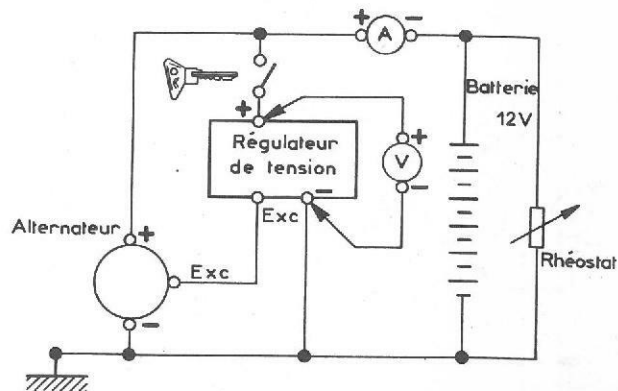 + A -
Batterie
12V
+
Régulateur
de tension
+
V
-
-
Exc
Alternateur +
Exc
Rhéostat
-